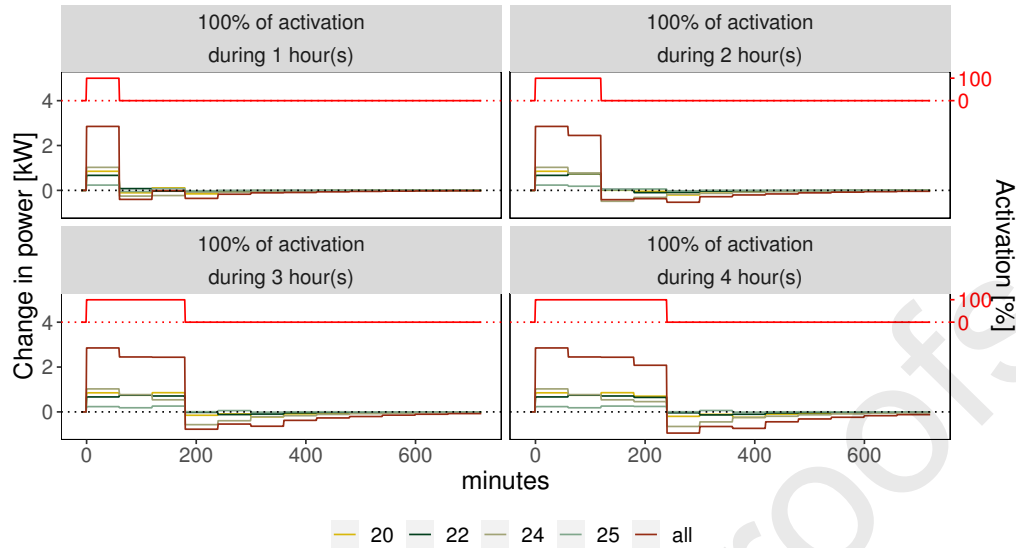 100% of activation
during 1 hour(s)
100% of activation
during 2 hour(s)
4
2
0
100
0
100% of activation
during 3 hour(s)
100% of activation
during 4 hour(s)
4
2
0
100
0
Change in power [kW]
Activation [%]
0 200 400 600
0 200 400 600
minutes
20 22 24 25 all
roofs